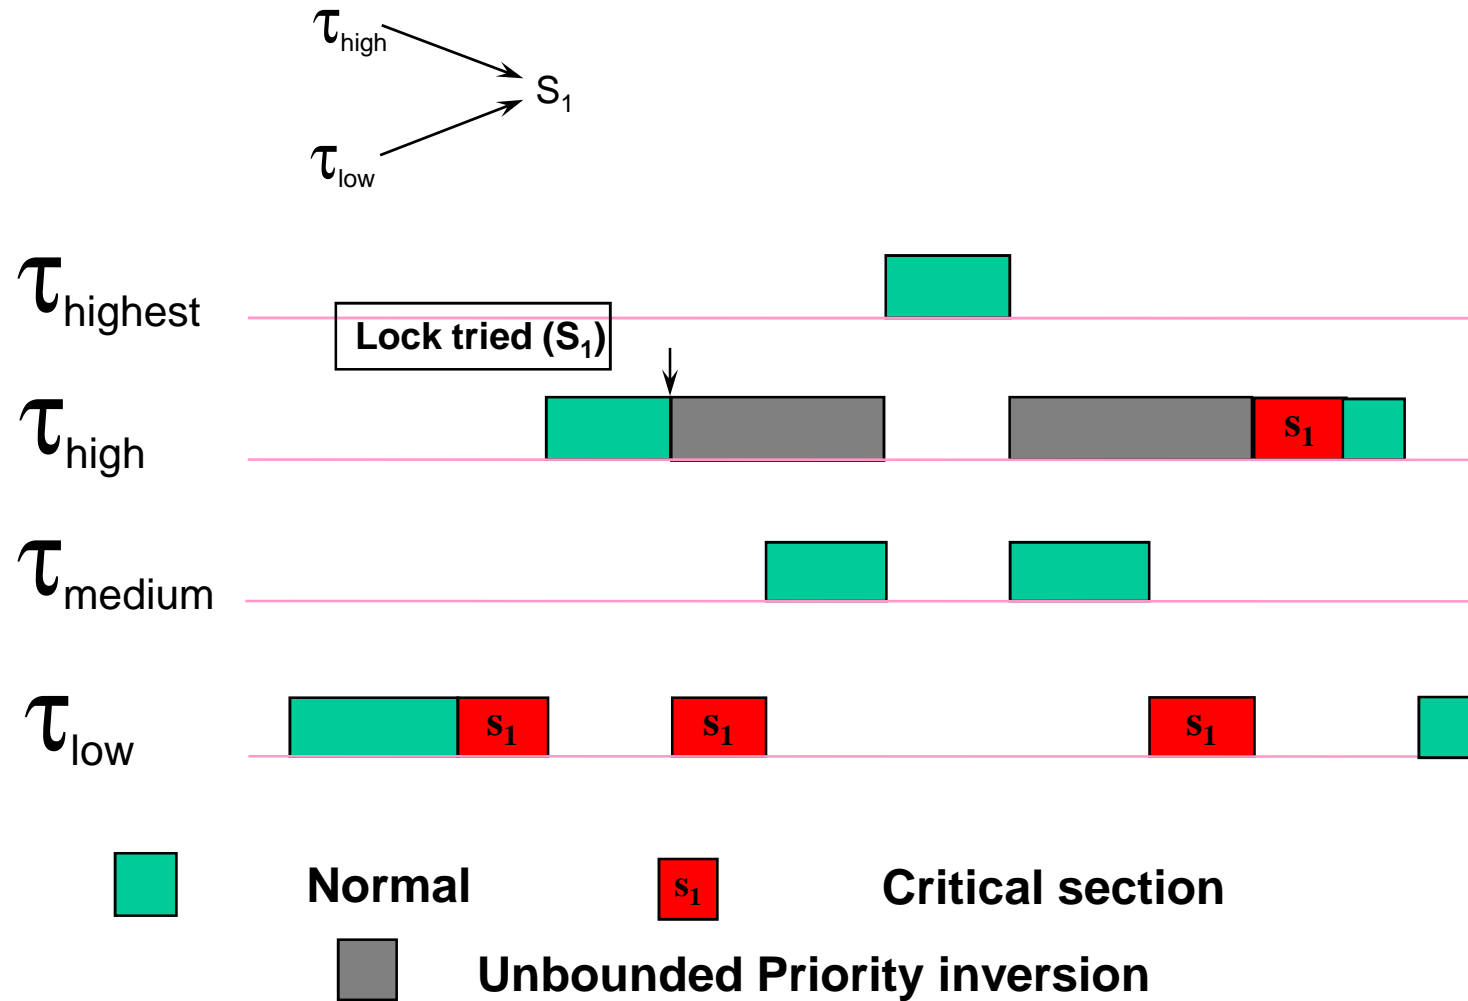 τhigh
S1
τlow
τhighest
Lock tried (S1)
τhigh
s1
τmedium
τlow
s1
s1
s1
Normal
s1
Critical section
Unbounded Priority inversion